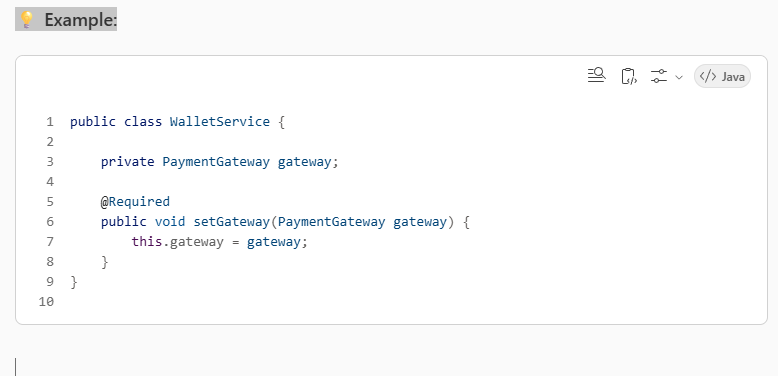 💡 Example:
</> Java
1 public class WalletService {
2
3     private PaymentGateway gateway;
4
5     @Required
6     public void setGateway(PaymentGateway gateway) {
7         this.gateway = gateway;
8     }
9 }
10